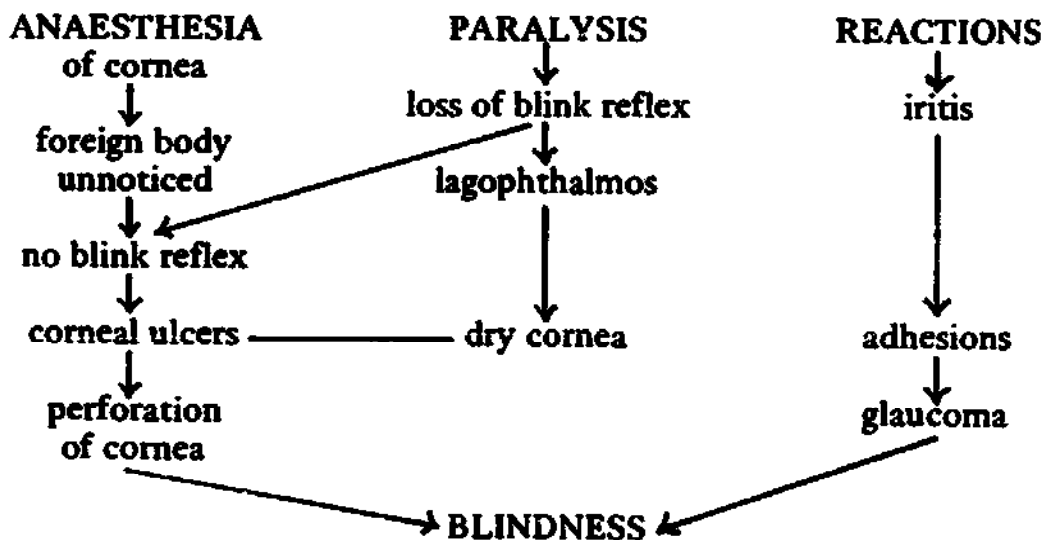 ANAESTHESIA
of cornea
foreign body
unnoticed
no blink reflex
corneal ulcers
perforation
of cornea
PARALYSIS
loss of blink reflex
lagophthalmos
dry cornea
REACTIONS
iritis
adhesions
glaucoma
BLINDNESS